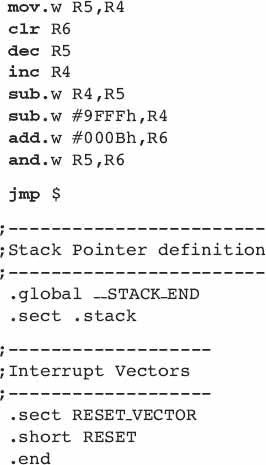 mov.w R5,R4
clr R6
dec R5
inc R4
sub.w R4,R5
sub.w #9FFFh,R4
add.w #000Bh,R6
and.w R5,R6
jmp $
;------------------------
;Stack Pointer definition
;------------------------
.global __STACK_END
.sect .stack
;-------------------
;Interrupt Vectors
;-------------------
.sect RESET_VECTOR
.short RESET
.end